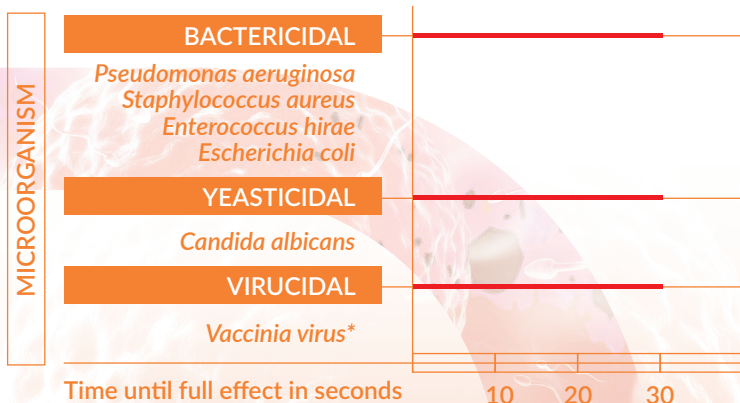 MICROORGANISM
BACTERICIDAL
Pseudomonas aeruginosa
Staphylococcus aureus
Enterococcus hirae
Escherichia coli
YEASTICIDAL
Candida albicans
VIRUCIDAL
Vaccinia virus*
Time until full effect in seconds
10 20 30